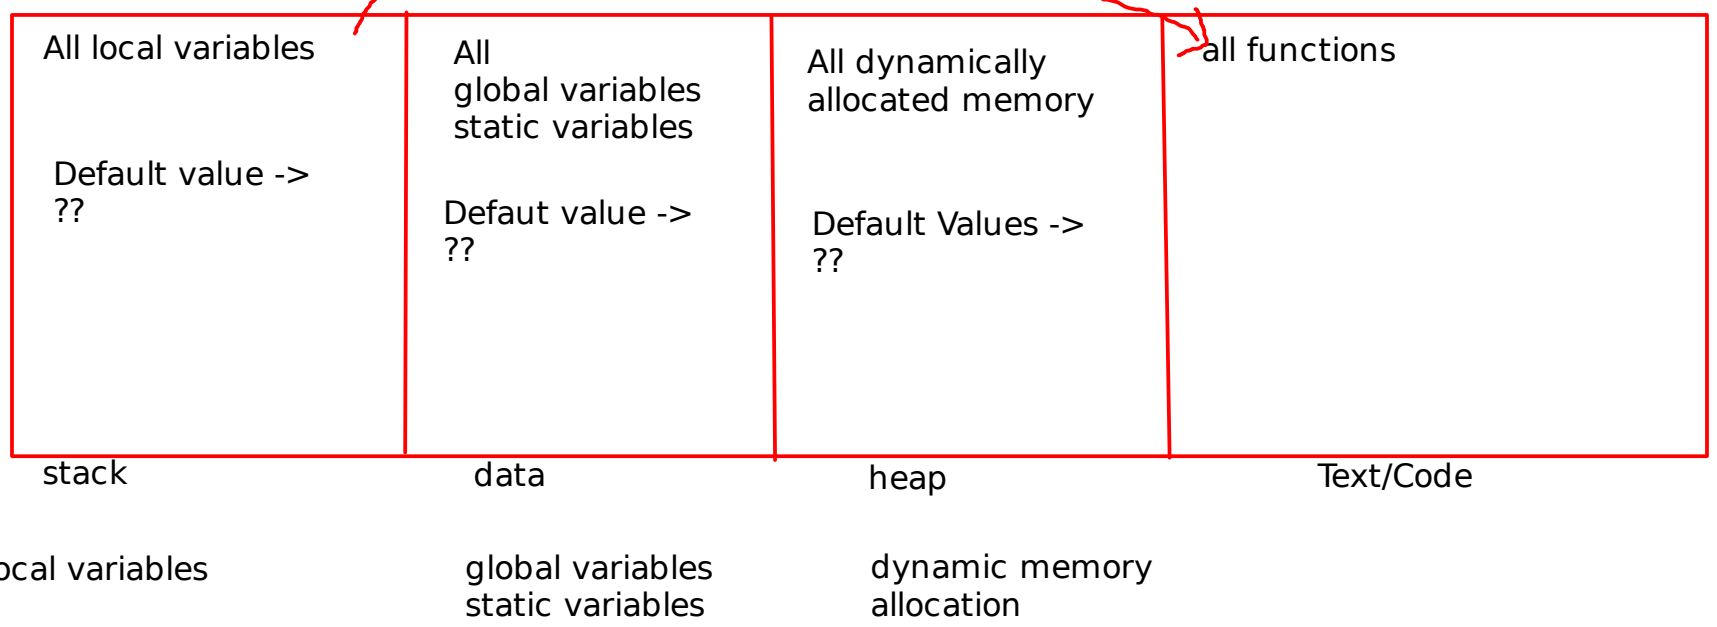 All local variables
Default value ->
??
All
global variables
static variables
Defaut value ->
??
All dynamically
allocated memory
Default Values ->
??
all functions
stack
data
heap
Text/Code
ocal variables
global variables
static variables
dynamic memory
allocation